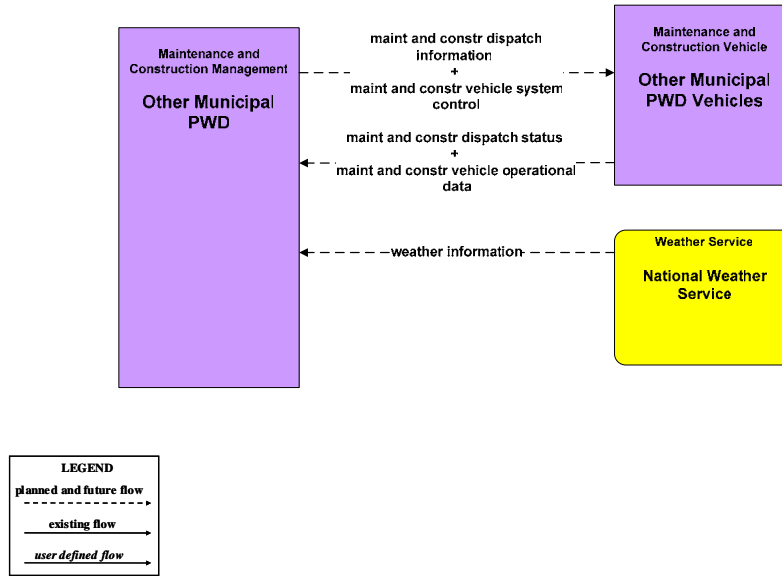 Maintenance and
Construction Management
Other Municipal
PWD
maint and constr dispatch
information
+
maint and constr vehicle system
control
maint and constr dispatch status
+
maint and constr vehicle operational
data
weather information
Maintenance and
Construction Vehicle
Other Municipal
PWD Vehicles
Weather Service
National Weather
Service
LEGEND
planned and future flow
existing flow
user defined flow